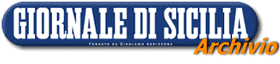 GIORNALE DI SICILIA
FONDATO DA GIROLAMO ARDIZZONE
Archivio